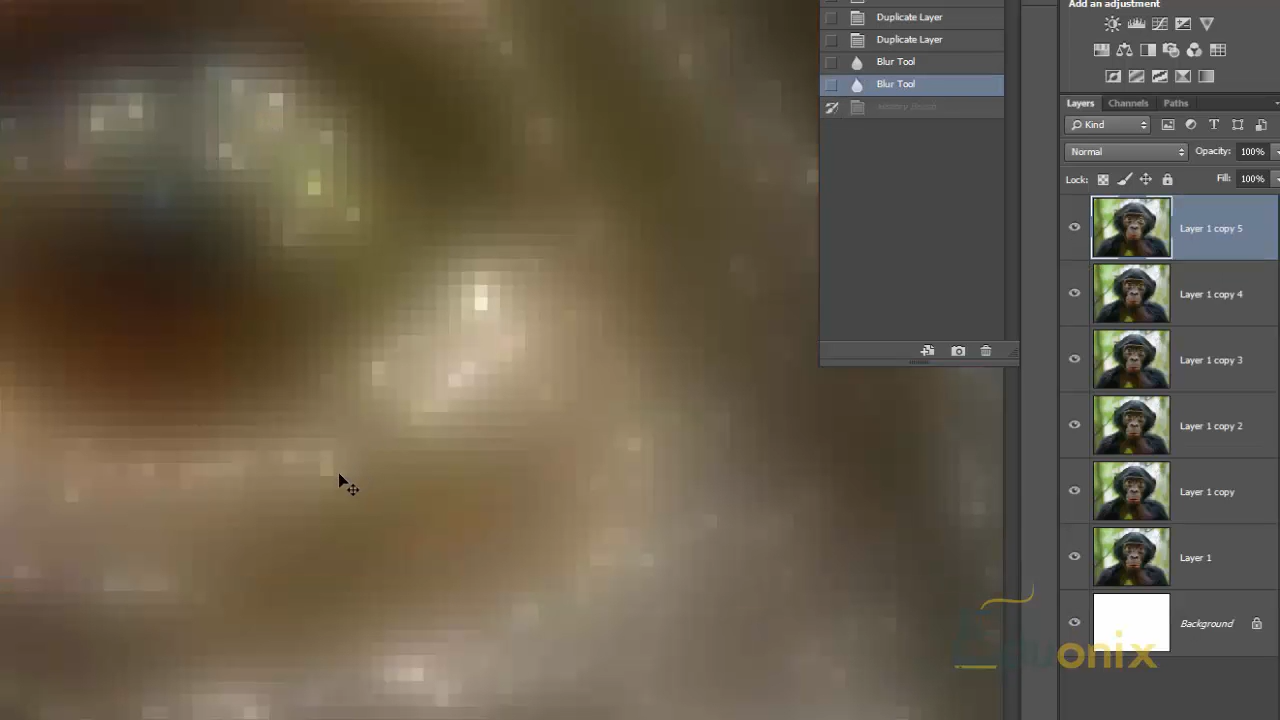 Duplicate Layer
Duplicate Layer
Blur Tool
Blur Tool
Add an adjustment
Layers Channels Paths
Kind
Normal Opacity: 100%
Lock: Fill: 100%
Layer 1 copy 5
Layer 1 copy 4
Layer 1 copy 3
Layer 1 copy 2
Layer 1 copy
Layer 1
Background
Eduonix